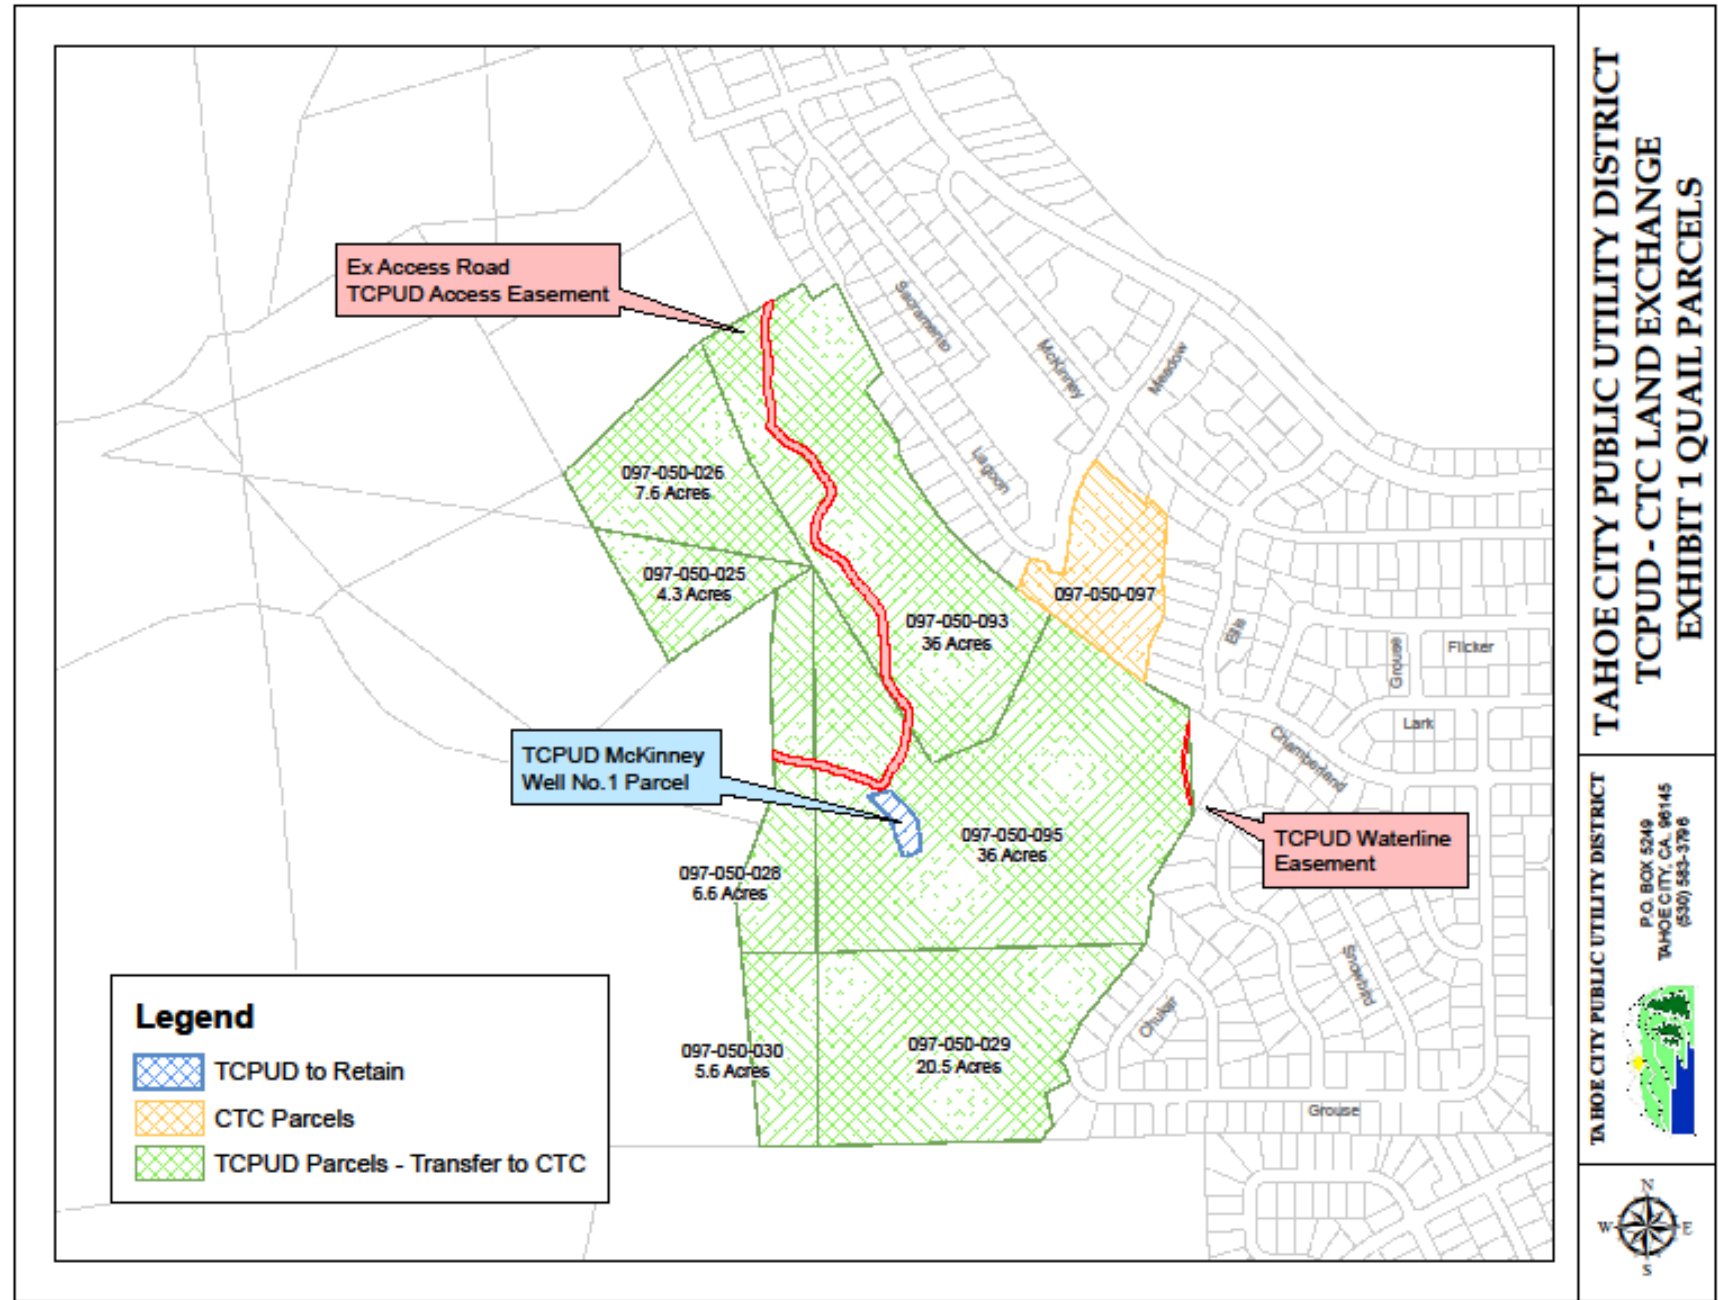 Ex Access Road
TCPUD Access Easement
Sacramento
McKinney
Meadow
Lagoon
097-050-026
7.6 Acres
097-050-025
4.3 Acres
097-050-093
36 Acres
097-050-097
Ellis
Grouse
Flicker
Lark
Chamberland
TCPUD McKinney
Well No.1 Parcel
097-050-095
36 Acres
TCPUD Waterline
Easement
097-050-028
6.6 Acres
Snowbird
Chukar
097-050-030
5.6 Acres
097-050-029
20.5 Acres
Grouse
Legend
TCPUD to Retain
CTC Parcels
TCPUD Parcels - Transfer to CTC
TAHOE CITY PUBLIC UTILITY DISTRICT
TCPUD - CTC LAND EXCHANGE
EXHIBIT 1 QUAIL PARCELS
TAHOE CITY PUBLIC UTILITY DISTRICT
P.O. BOX 5249
TAHOE CITY, CA. 96145
(530) 583-3796
N
W
E
S